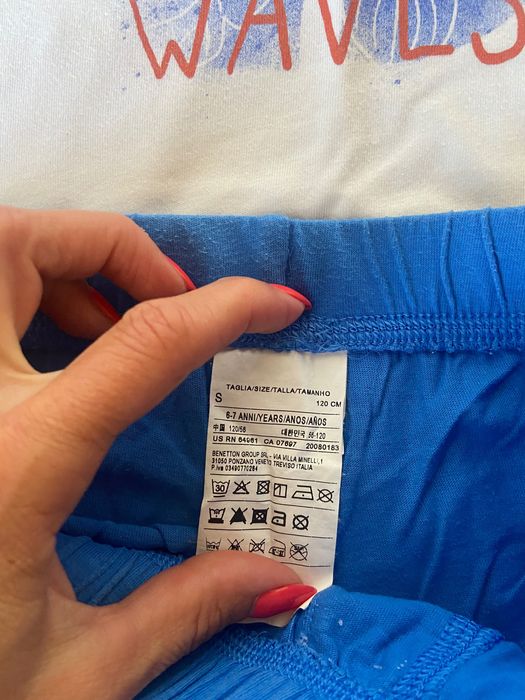 WAVES
TAGLIA/SIZE/TALLA/TAMANHO
S 120 CM
6-7 ANNI/YEARS/ANOS/AÑOS
中国 120/56 대한민국 56-120
US RN 64961 CA 07697 20080183
BENETTON GROUP SRL - VIA VILLA MINELLI,1
31050 PONZANO VENETO TREVISO ITALIA
P.iva 03490770264
30